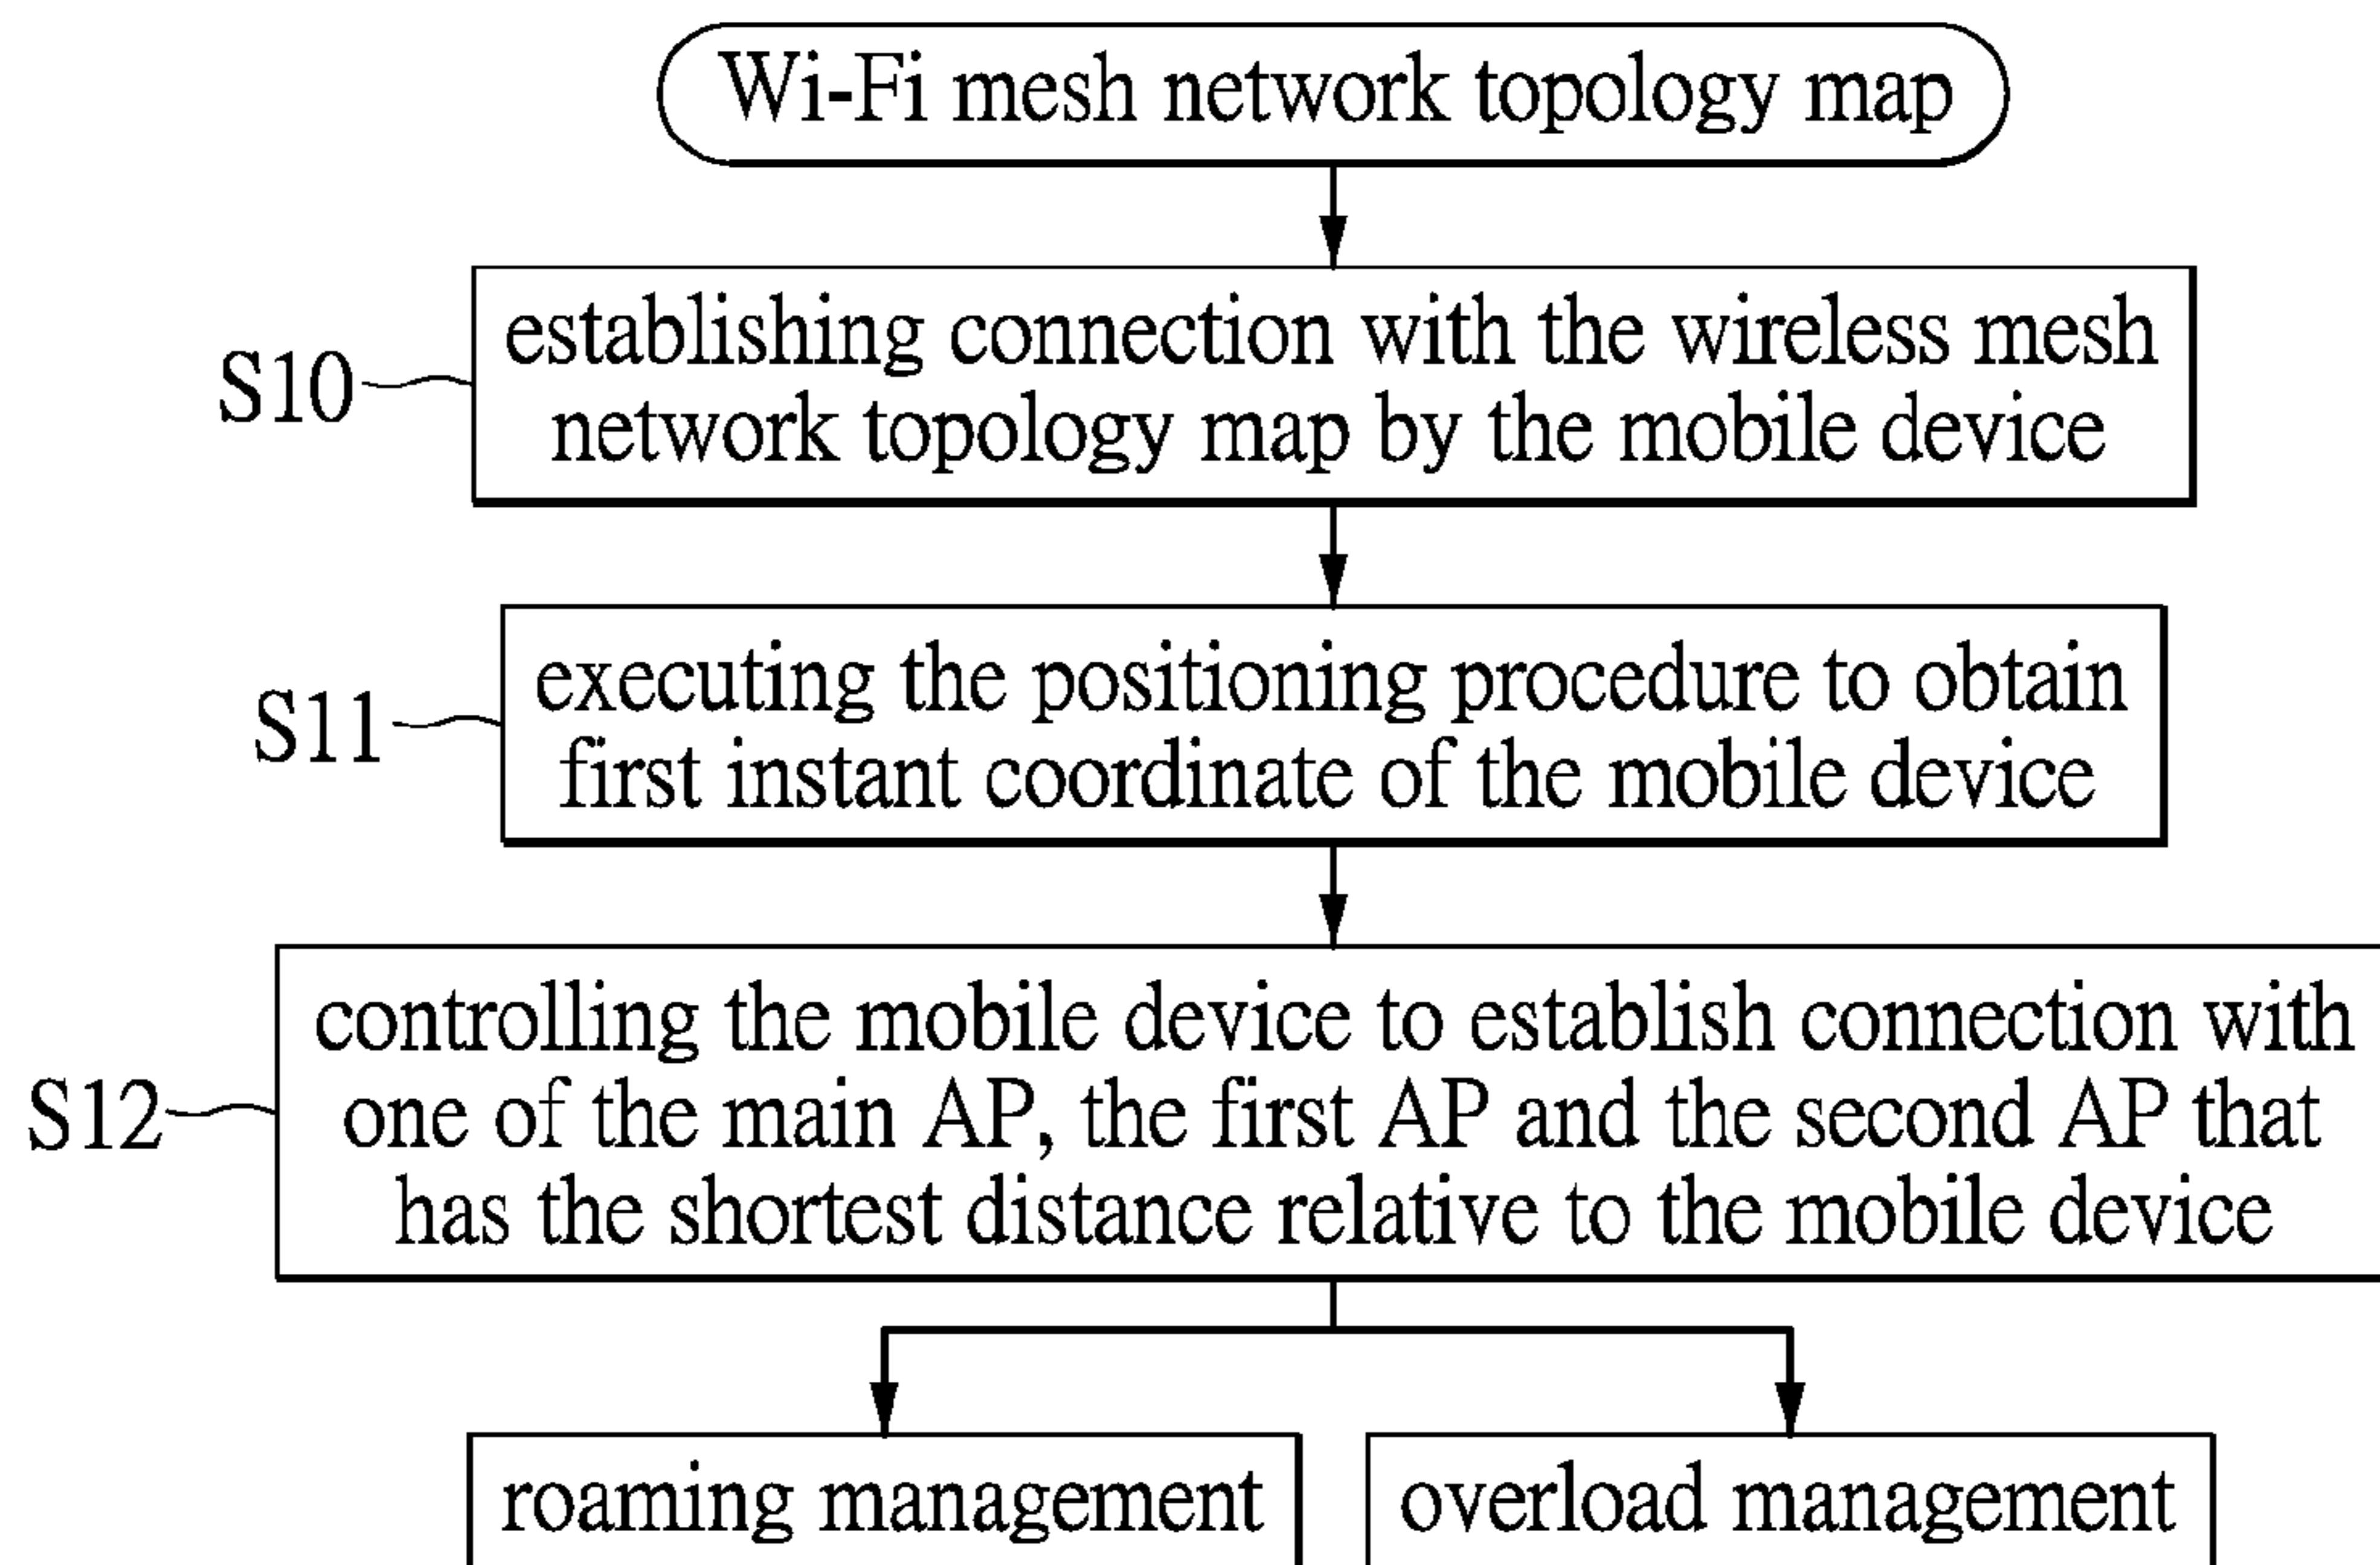 Wi-Fi mesh network topology map
S10
establishing connection with the wireless mesh
network topology map by the mobile device
S11
executing the positioning procedure to obtain
first instant coordinate of the mobile device
S12
controlling the mobile device to establish connection with
one of the main AP, the first AP and the second AP that
has the shortest distance relative to the mobile device
roaming management
overload management